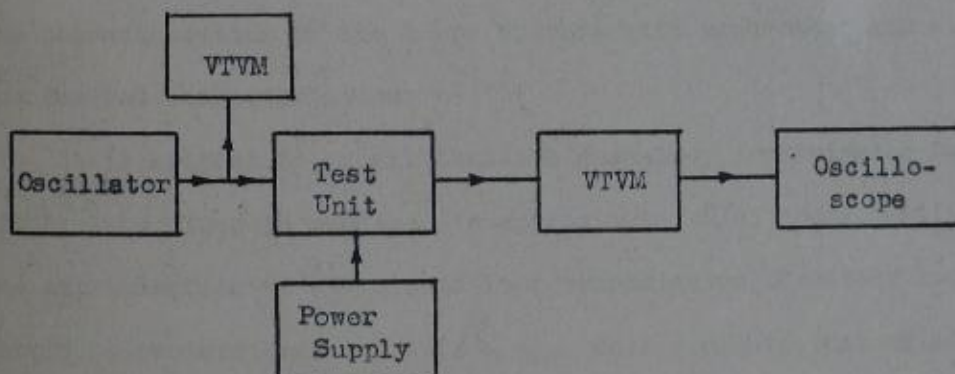 VTVM
Oscillator
Test
Unit
VTVM
Oscillo-
scope
Power
Supply